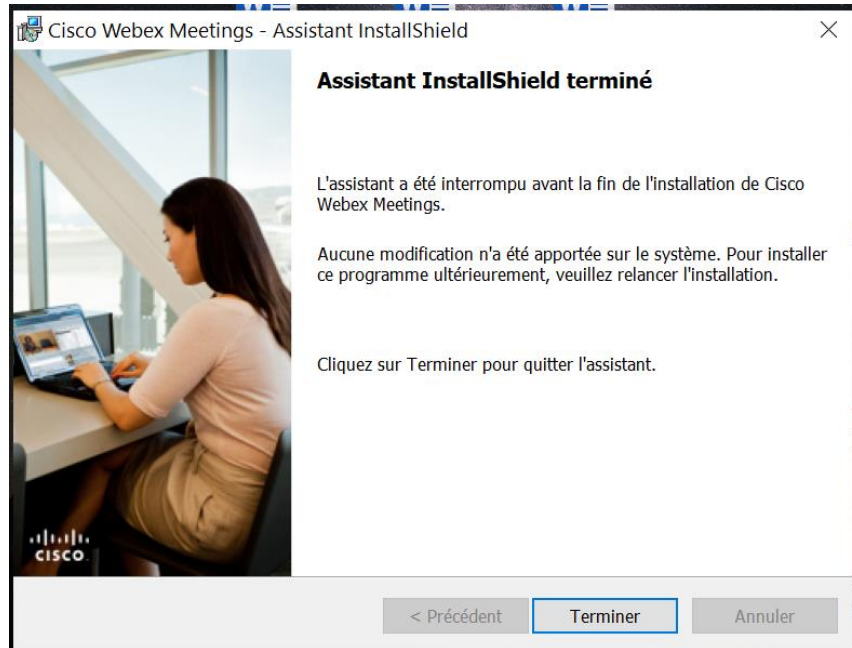 Cisco Webex Meetings - Assistant InstallShield
Assistant InstallShield terminé
L'assistant a été interrompu avant la fin de l'installation de Cisco
Webex Meetings.
Aucune modification n'a été apportée sur le système. Pour installer
ce programme ultérieurement, veuillez relancer l'installation.
Cliquez sur Terminer pour quitter l'assistant.
CISCO
< Précédent
Terminer
Annuler